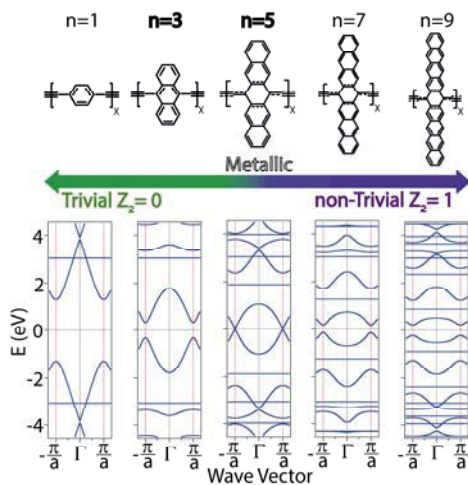 n=1 n=3 n=5 n=7 n=9
x x x x x
Metallic
Trivial Z₂= 0 non-Trivial Z₂= 1
E (eV)
4
2
0
-2
-4
-π/a Γ π/a -π/a Γ π/a -π/a Γ π/a -π/a Γ π/a -π/a Γ π/a
Wave Vector